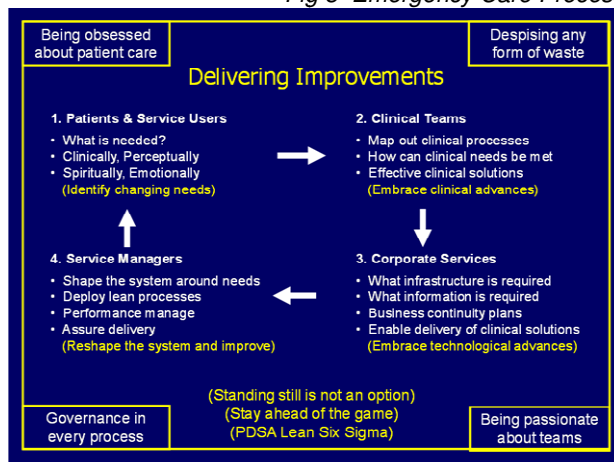 Fig 3 Emergency Care Process
Being obsessed
about patient care
Despising any
form of waste
Delivering Improvements
1. Patients & Service Users
• What is needed?
• Clinically, Perceptually
• Spiritually, Emotionally
(Identify changing needs)
2. Clinical Teams
• Map out clinical processes
• How can clinical needs be met
• Effective clinical solutions
(Embrace clinical advances)
4. Service Managers
• Shape the system around needs
• Deploy lean processes
• Performance manage
• Assure delivery
(Reshape the system and improve)
3. Corporate Services
• What infrastructure is required
• What information is required
• Business continuity plans
• Enable delivery of clinical solutions
(Embrace technological advances)
(Standing still is not an option)
(Stay ahead of the game)
(PDSA Lean Six Sigma)
Governance in
every process
Being passionate
about teams